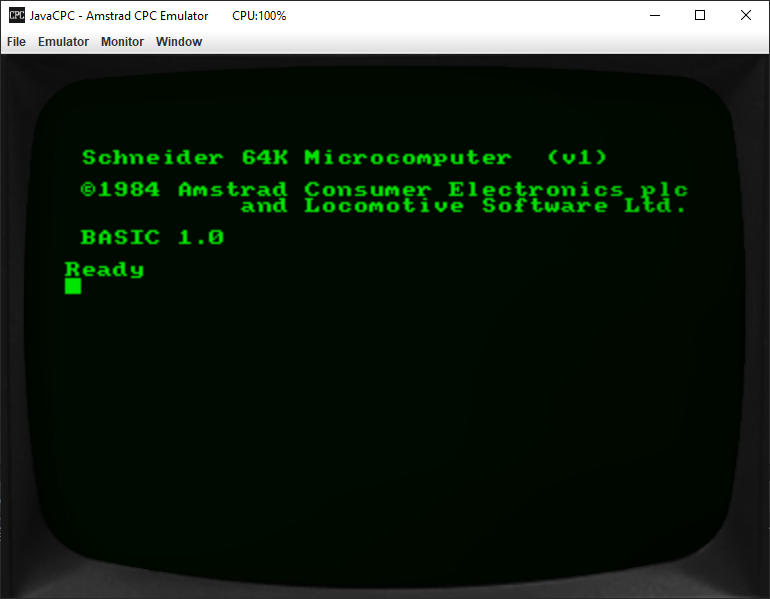 CPC JavaCPC - Amstrad CPC Emulator CPU:100%
File Emulator Monitor Window
Schneider 64K Microcomputer (v1)
©1984 Amstrad Consumer Electronics plc
and Locomotive Software Ltd.
BASIC 1.0
Ready